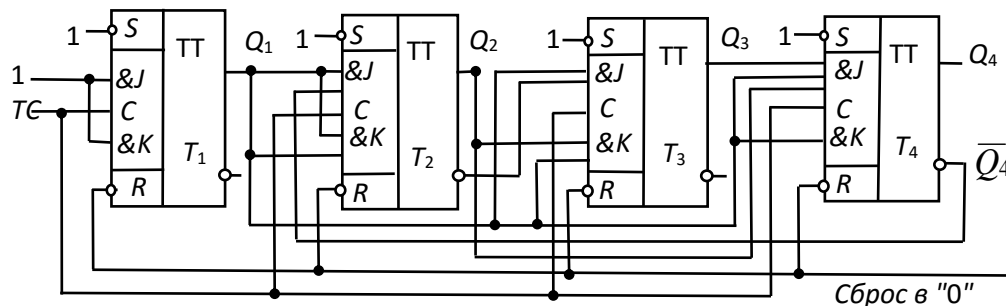 1 S TT Q1 1 S TT Q2 1 S TT Q3 1 S TT Q4
1 &J &J &J &J
TC C C C C
&K &K &K &K
T1 T2 T3 T4 Q̅4
R R R R
Сброс в "0"